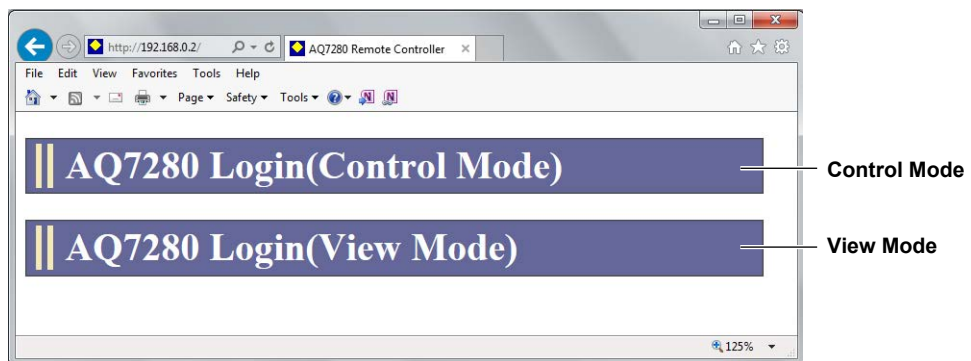 http://192.168.0.2/
AQ7280 Remote Controller
File Edit View Favorites Tools Help
Page Safety Tools
AQ7280 Login(Control Mode)
Control Mode
AQ7280 Login(View Mode)
View Mode
125%